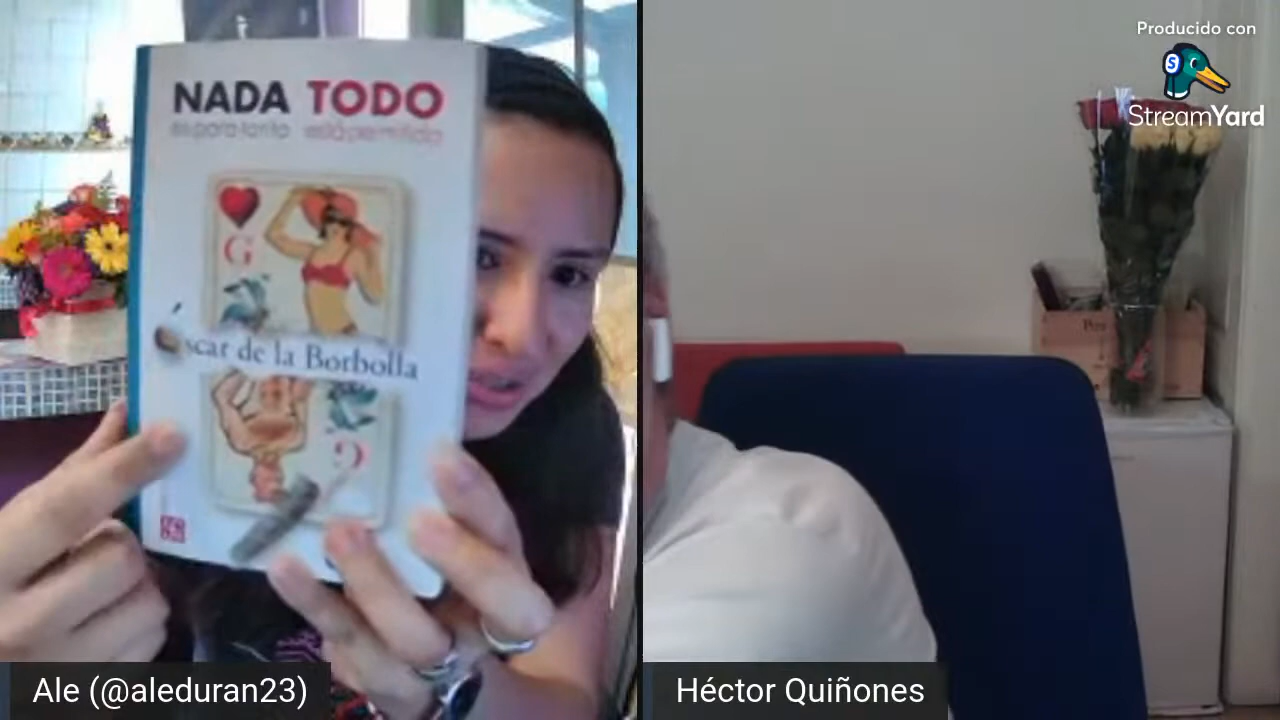 NADA TODO
es para tanto está permitido
G
scar de la Borbolla
G
Ale (@aleduran23)
Producido con
S
StreamYard
Héctor Quiñones